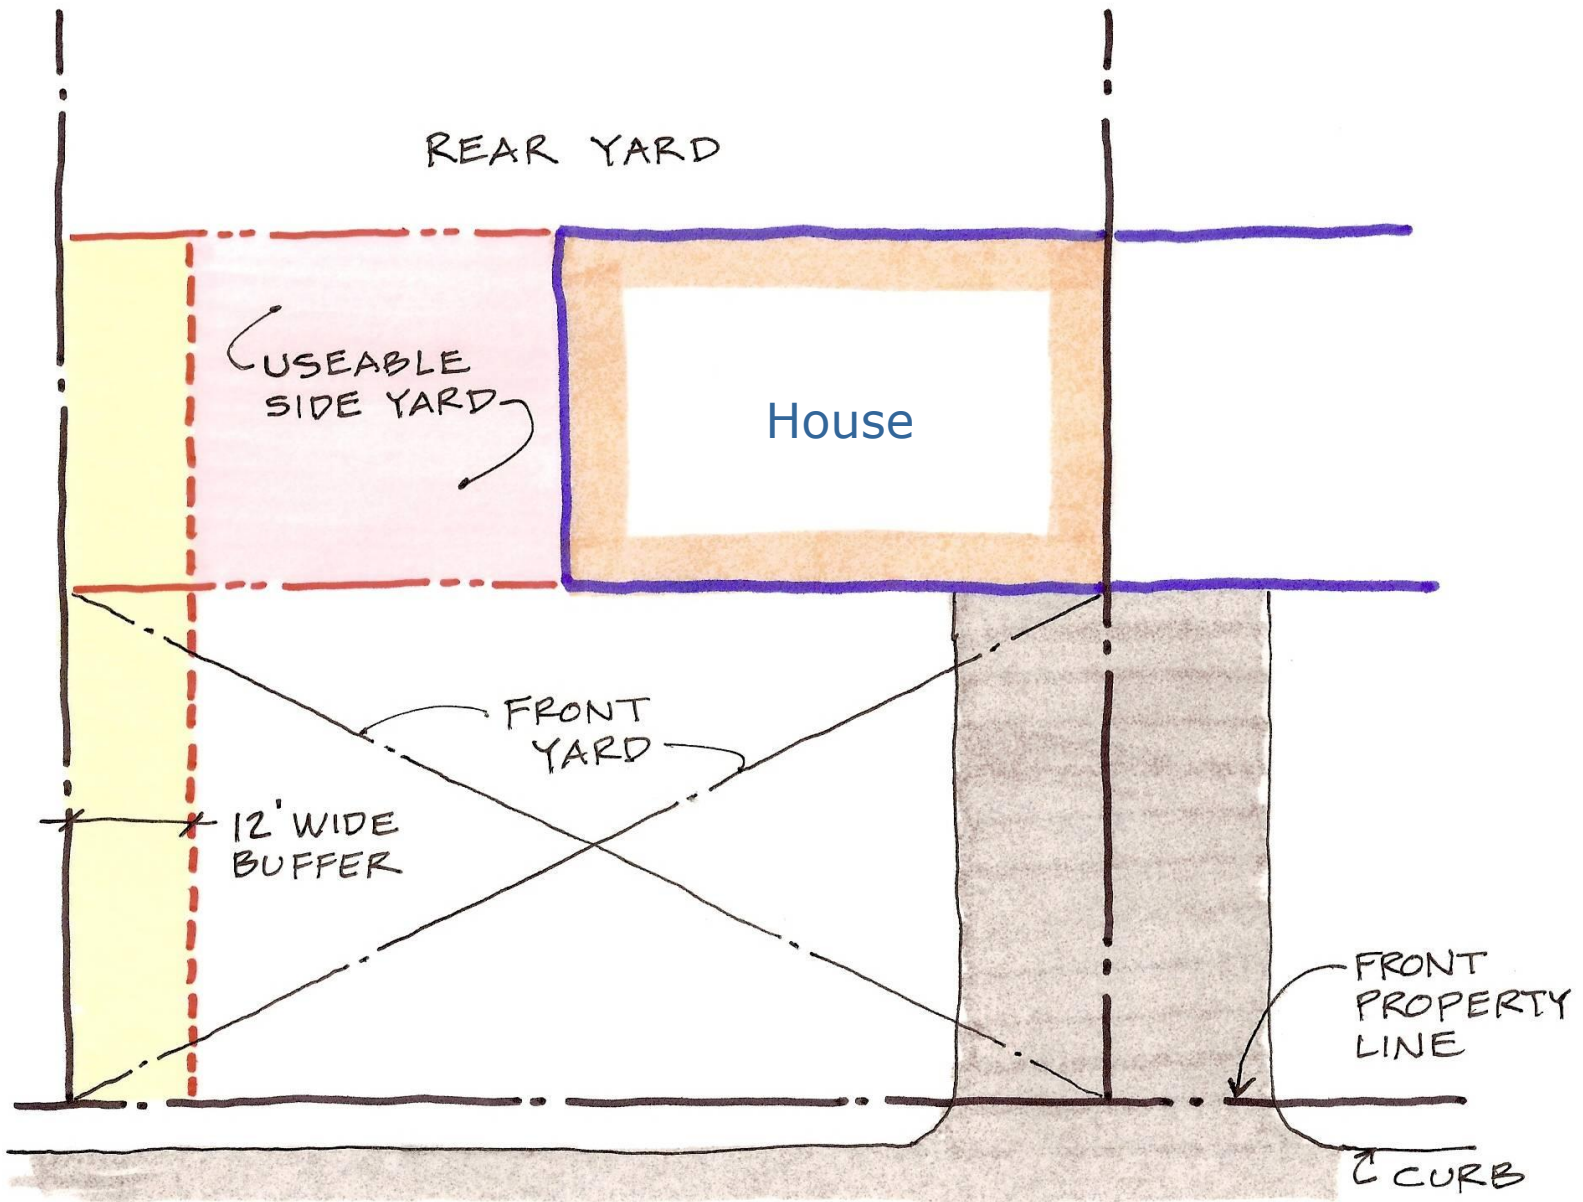 REAR YARD
USEABLE
SIDE YARD
House
FRONT
YARD
12' WIDE
BUFFER
FRONT
PROPERTY
LINE
CURB